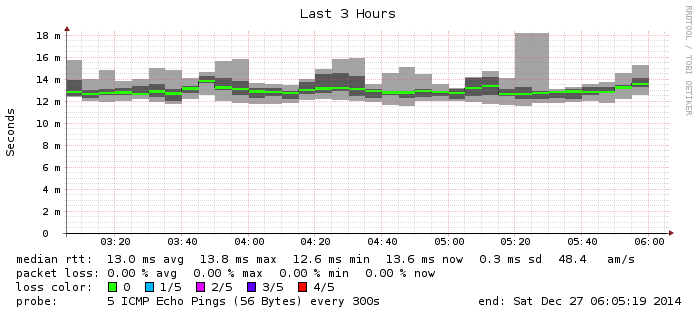 Last 3 Hours
RRDTOOL / TOBI OETIKER
Seconds
18 m
16 m
14 m
12 m
10 m
8 m
6 m
4 m
2 m
0
03:20 03:40 04:00 04:20 04:40 05:00 05:20 05:40 06:00
median rtt: 13.0 ms avg 13.8 ms max 12.6 ms min 13.6 ms now 0.3 ms sd 48.4 am/s
packet loss: 0.00 % avg 0.00 % max 0.00 % min 0.00 % now
loss color: 0 1/5 2/5 3/5 4/5
probe: 5 ICMP Echo Pings (56 Bytes) every 300s end: Sat Dec 27 06:05:19 2014